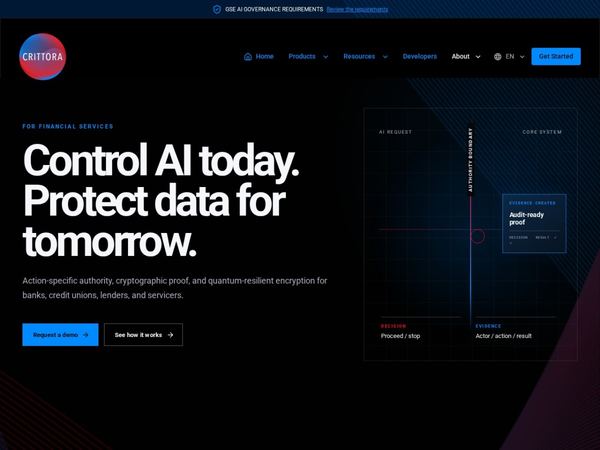 GSE AI GOVERNANCE REQUIREMENTS Review the requirements
CRITTORA
Home Products Resources Developers About EN Get Started
FOR FINANCIAL SERVICES
Control AI today.
Protect data for
tomorrow.
Action-specific authority, cryptographic proof, and quantum-resilient encryption for
banks, credit unions, lenders, and servicers.
Request a demo →
See how it works →
AI REQUEST
AUTHORITY BOUNDARY
CORE SYSTEM
EVIDENCE CREATED
Audit-ready
proof
DECISION RESULT
DECISION
Proceed / stop
EVIDENCE
Actor / action / result